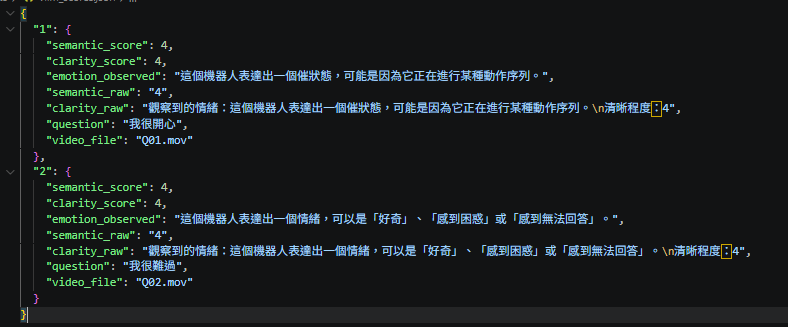 {
"1": {
"semantic_score": 4,
"clarity_score": 4,
"emotion_observed": "這個機器人表達出一個催狀態，可能是因為它正在進行某種動作序列。",
"semantic_raw": "4",
"clarity_raw": "觀察到的情緒：這個機器人表達出一個催狀態，可能是因為它正在進行某種動作序列。\n清晰程度：4",
"question": "我很開心",
"video_file": "Q01.mov"
},
"2": {
"semantic_score": 4,
"clarity_score": 4,
"emotion_observed": "這個機器人表達出一個情緒，可以是「好奇」、「感到困惑」或「感到無法回答」。",
"semantic_raw": "4",
"clarity_raw": "觀察到的情緒：這個機器人表達出一個情緒，可以是「好奇」、「感到困惑」或「感到無法回答」。\n清晰程度：4",
"question": "我很難過",
"video_file": "Q02.mov"
}
}